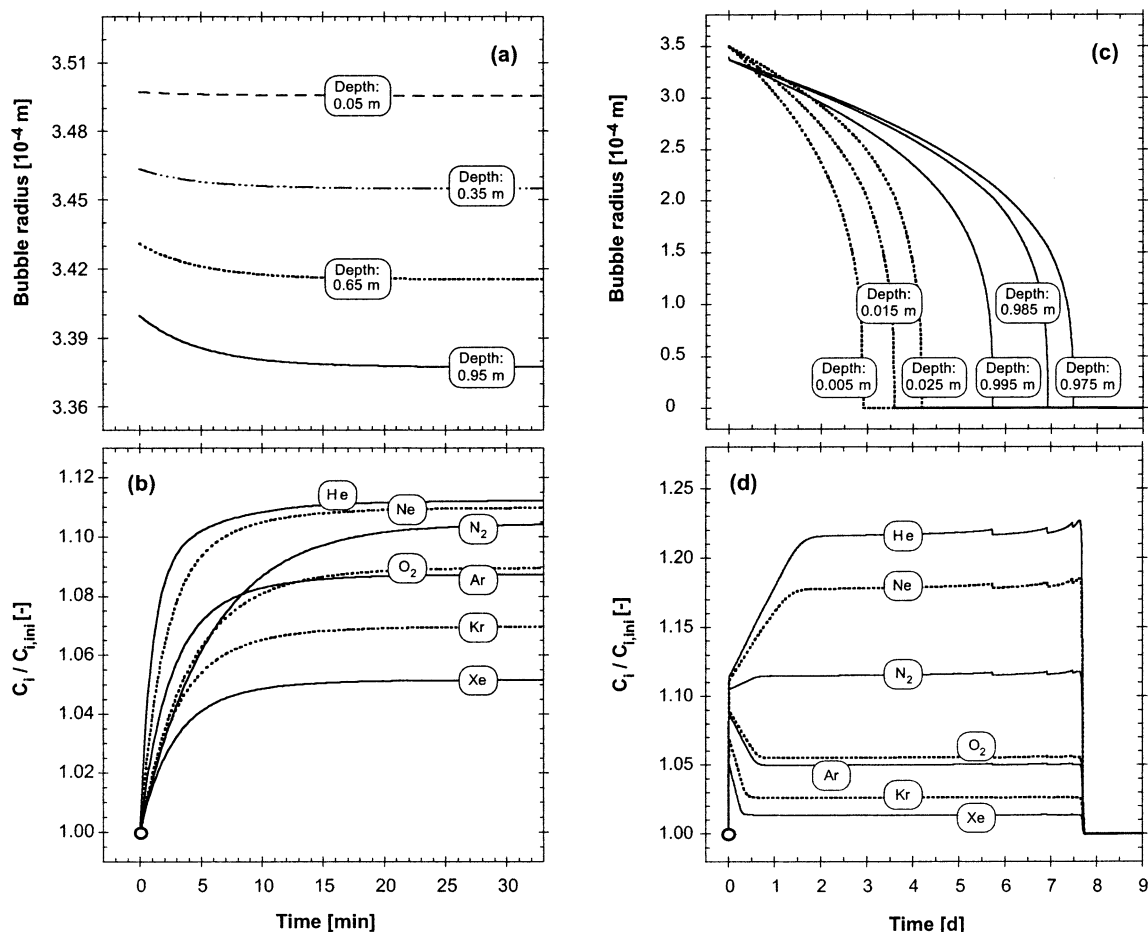 (a)
Bubble radius [10⁻⁴ m]
3.51
3.48
3.45
3.42
3.39
3.36
Depth:
0.05 m
Depth:
0.35 m
Depth:
0.65 m
Depth:
0.95 m
(c)
Bubble radius [10⁻⁴ m]
3.5
3.0
2.5
2.0
1.5
1.0
0.5
0
Depth:
0.015 m
Depth:
0.985 m
Depth:
0.005 m
Depth:
0.025 m
Depth:
0.995 m
Depth:
0.975 m
(b)
Cᵢ / Cᵢ,ᵢₙᵢ [-]
1.12
1.10
1.08
1.06
1.04
1.02
1.00
He
Ne
N₂
O₂
Ar
Kr
Xe
0 5 10 15 20 25 30
Time [min]
(d)
Cᵢ / Cᵢ,ᵢₙᵢ [-]
1.25
1.20
1.15
1.10
1.05
1.00
He
Ne
N₂
O₂
Ar
Kr
Xe
0 1 2 3 4 5 6 7 8 9
Time [d]